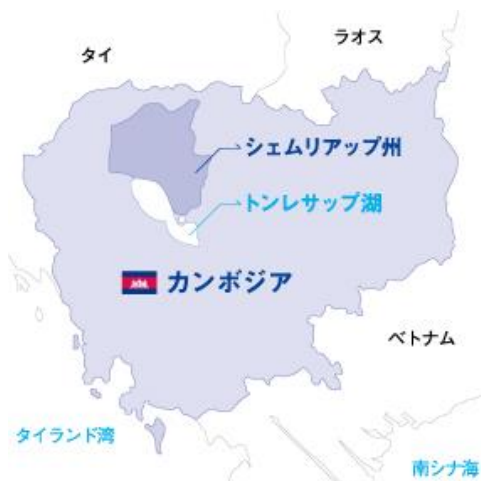 ラオス
タイ
シェムリアップ州
トンレサップ湖
カンボジア
ベトナム
タイランド湾
南シナ海